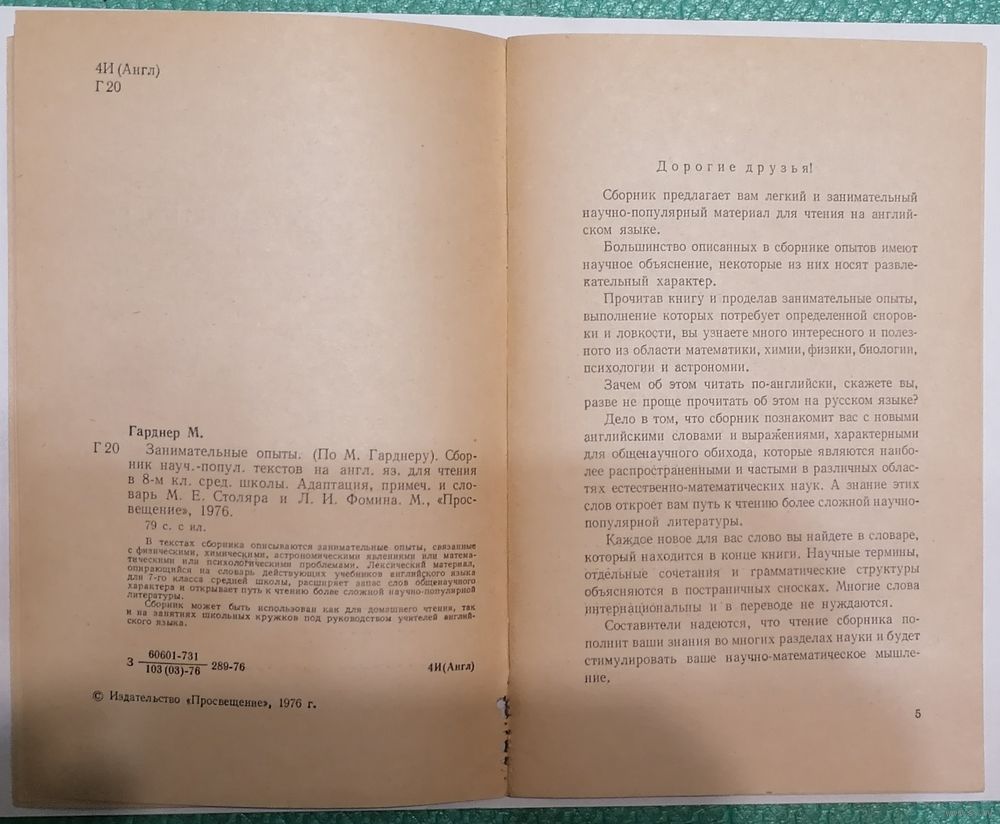 4И (Англ)
Г 20
Гарднер М.
Г 20
Занимательные опыты. (По М. Гарднеру). Сбор-
ник науч.-попул. текстов на англ. яз. для чтения
в 8-м кл. сред. школы. Адаптация, примеч. и сло-
варь М. Е. Столяра и Л. И. Фомина. М., «Прос-
вещение», 1976.
79 с. с ил.
В текстах сборника описываются занимательные опыты, связанные
с физическими, химическими, астрономическими явлениями или матема-
тическими или психологическими проблемами. Лексический материал,
опирающийся на словарь действующих учебников английского языка
для 7-го класса средней школы, расширяет запас слов общенаучного
характера и открывает путь к чтению более сложной научно-популярной
литературы.
Сборник может быть использован как для домашнего чтения, так
и на занятиях школьных кружков под руководством учителей англий-
ского языка.
60601-731
З 289-76 4И(Англ)
103(03)-76
© Издательство «Просвещение», 1976 г.
Дорогие друзья!
Сборник предлагает вам легкий и занимательный
научно-популярный материал для чтения на англий-
ском языке.
Большинство описанных в сборнике опытов имеют
научное объяснение, некоторые из них носят развле-
кательный характер.
Прочитав книгу и проделав занимательные опыты,
выполнение которых потребует определенной сноров-
ки и ловкости, вы узнаете много интересного и полез-
ного из области математики, химии, физики, биологии,
психологии и астрономии.
Зачем об этом читать по-английски, скажете вы,
разве не проще прочитать об этом на русском языке?
Дело в том, что сборник познакомит вас с новыми
английскими словами и выражениями, характерными
для общенаучного обихода, которые являются наибо-
лее распространенными и частыми в различных облас-
тях естественно-математических наук. А знание этих
слов откроет вам путь к чтению более сложной научно-
популярной литературы.
Каждое новое для вас слово вы найдете в словаре,
который находится в конце книги. Научные термины,
отдельные сочетания и грамматические структуры
объясняются в постраничных сносках. Многие слова
интернациональны и в переводе не нуждаются.
Составители надеются, что чтение сборника по-
полнит ваши знания во многих разделах науки и будет
стимулировать ваше научно-математическое мышле-
ние.
5